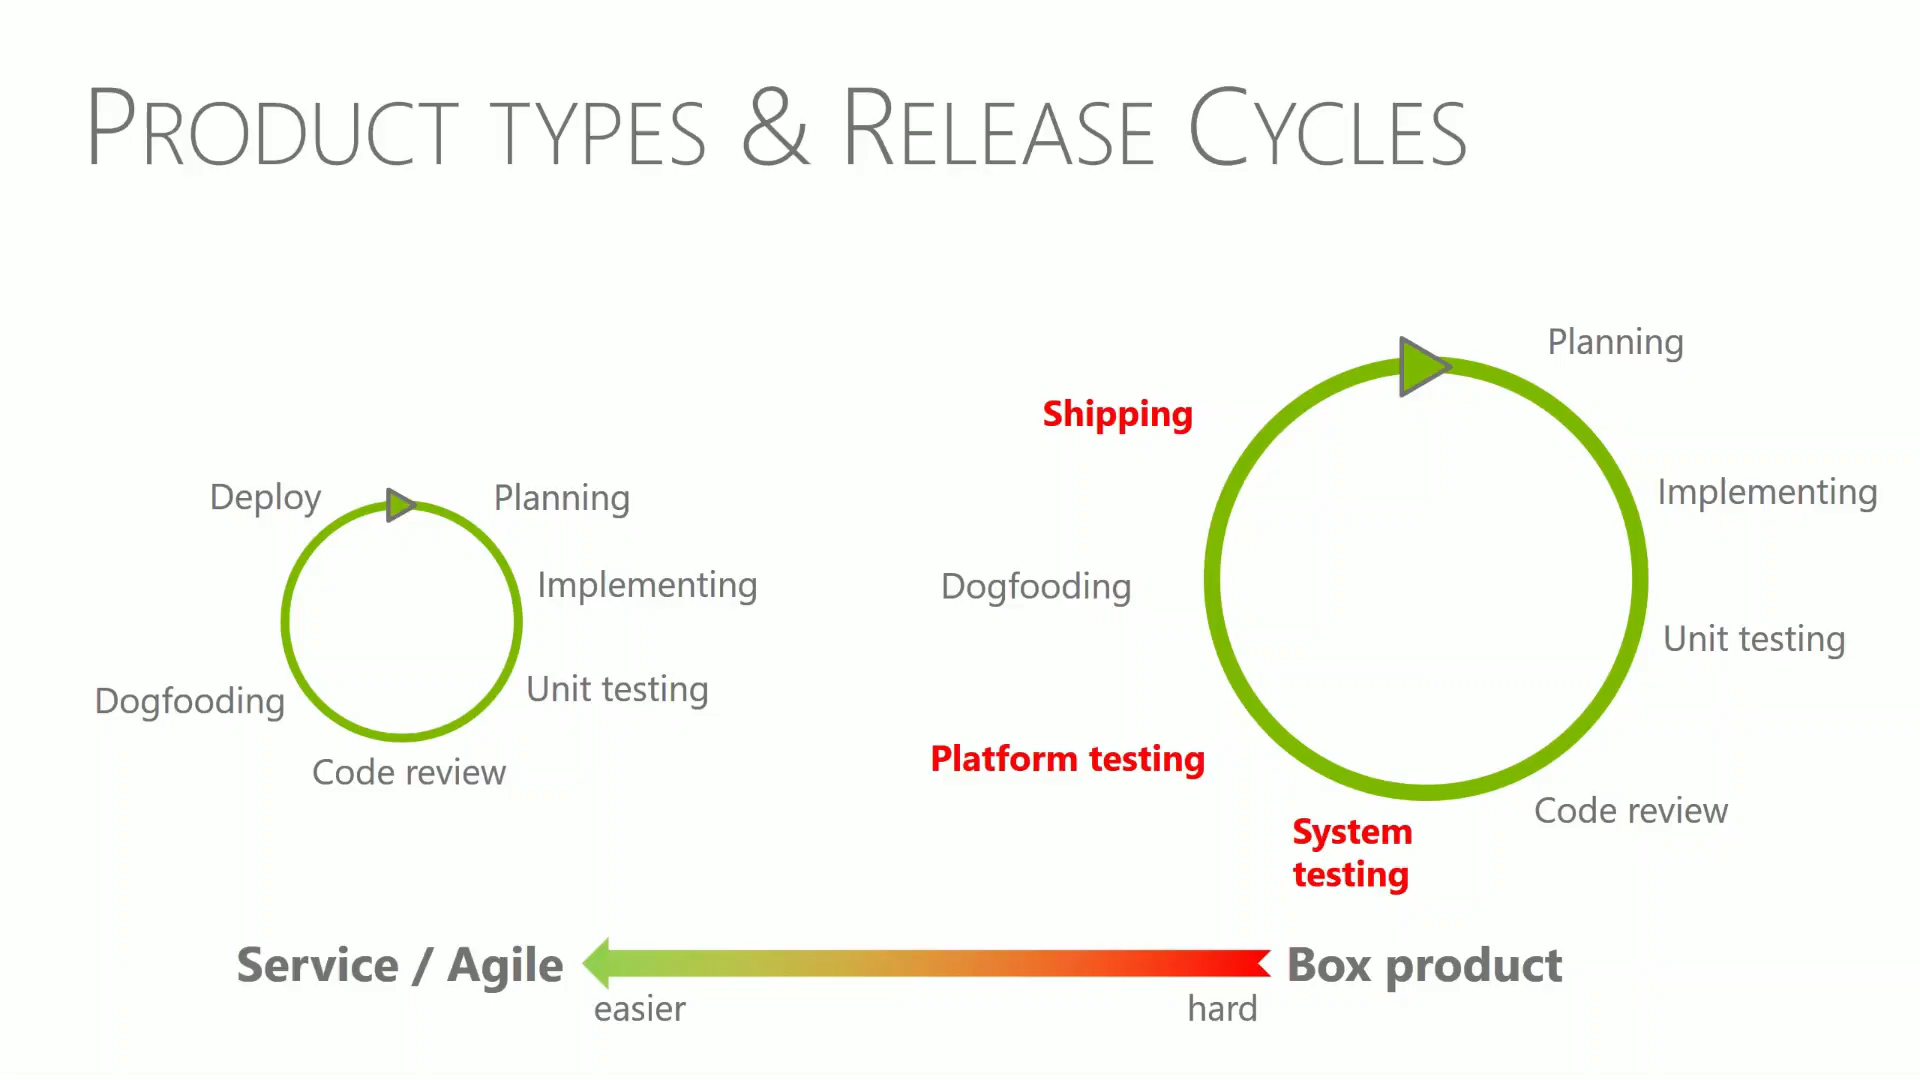 PRODUCT TYPES & RELEASE CYCLES
Deploy
Planning
Implementing
Unit testing
Code review
Dogfooding
Planning
Implementing
Unit testing
Code review
System
testing
Platform testing
Dogfooding
Shipping
Service / Agile
Box product
easier
hard